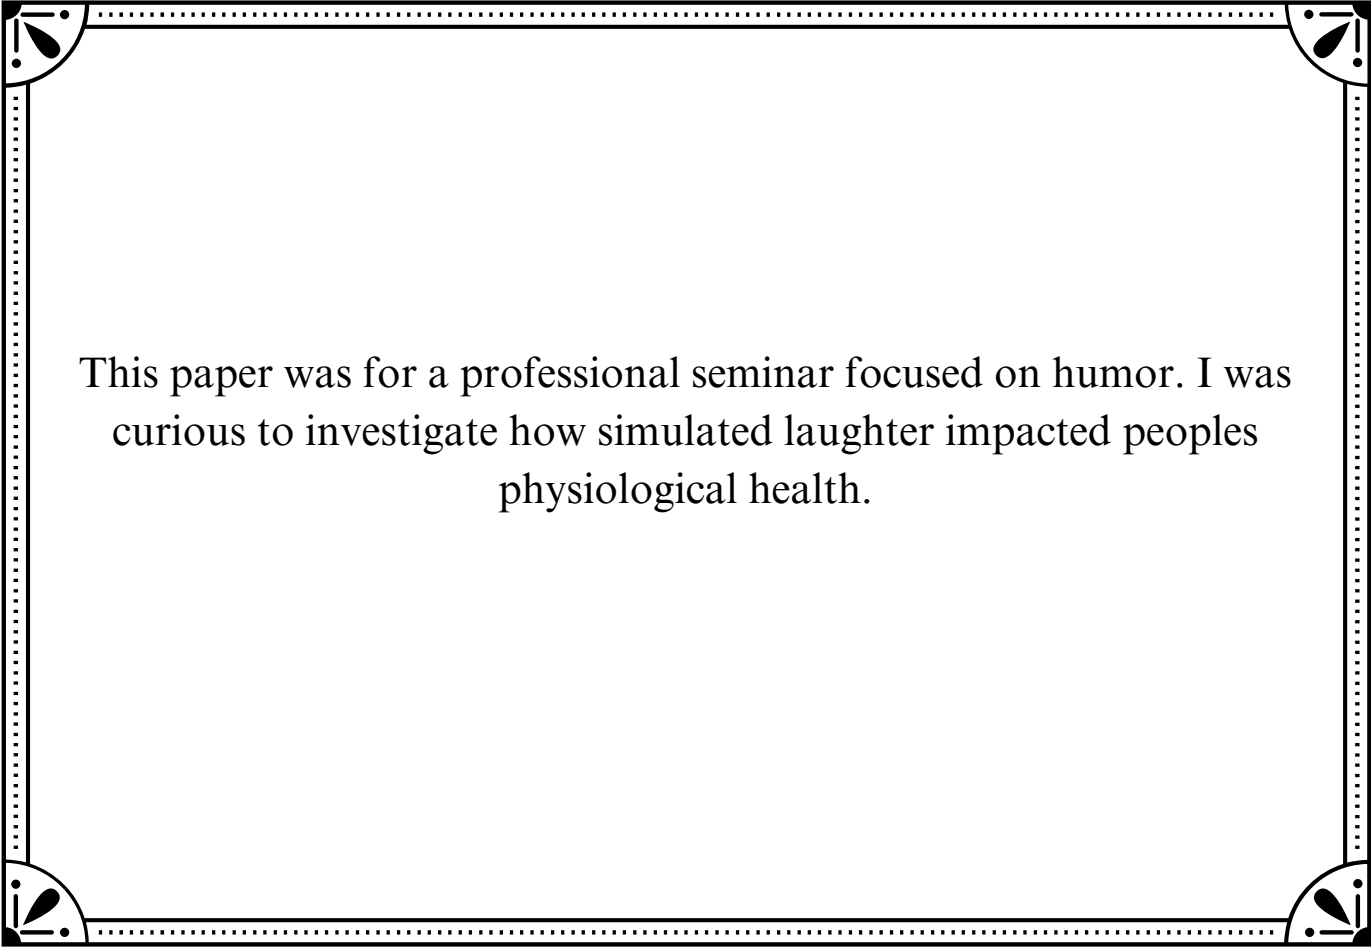 This paper was for a professional seminar focused on humor. I was
curious to investigate how simulated laughter impacted peoples
physiological health.